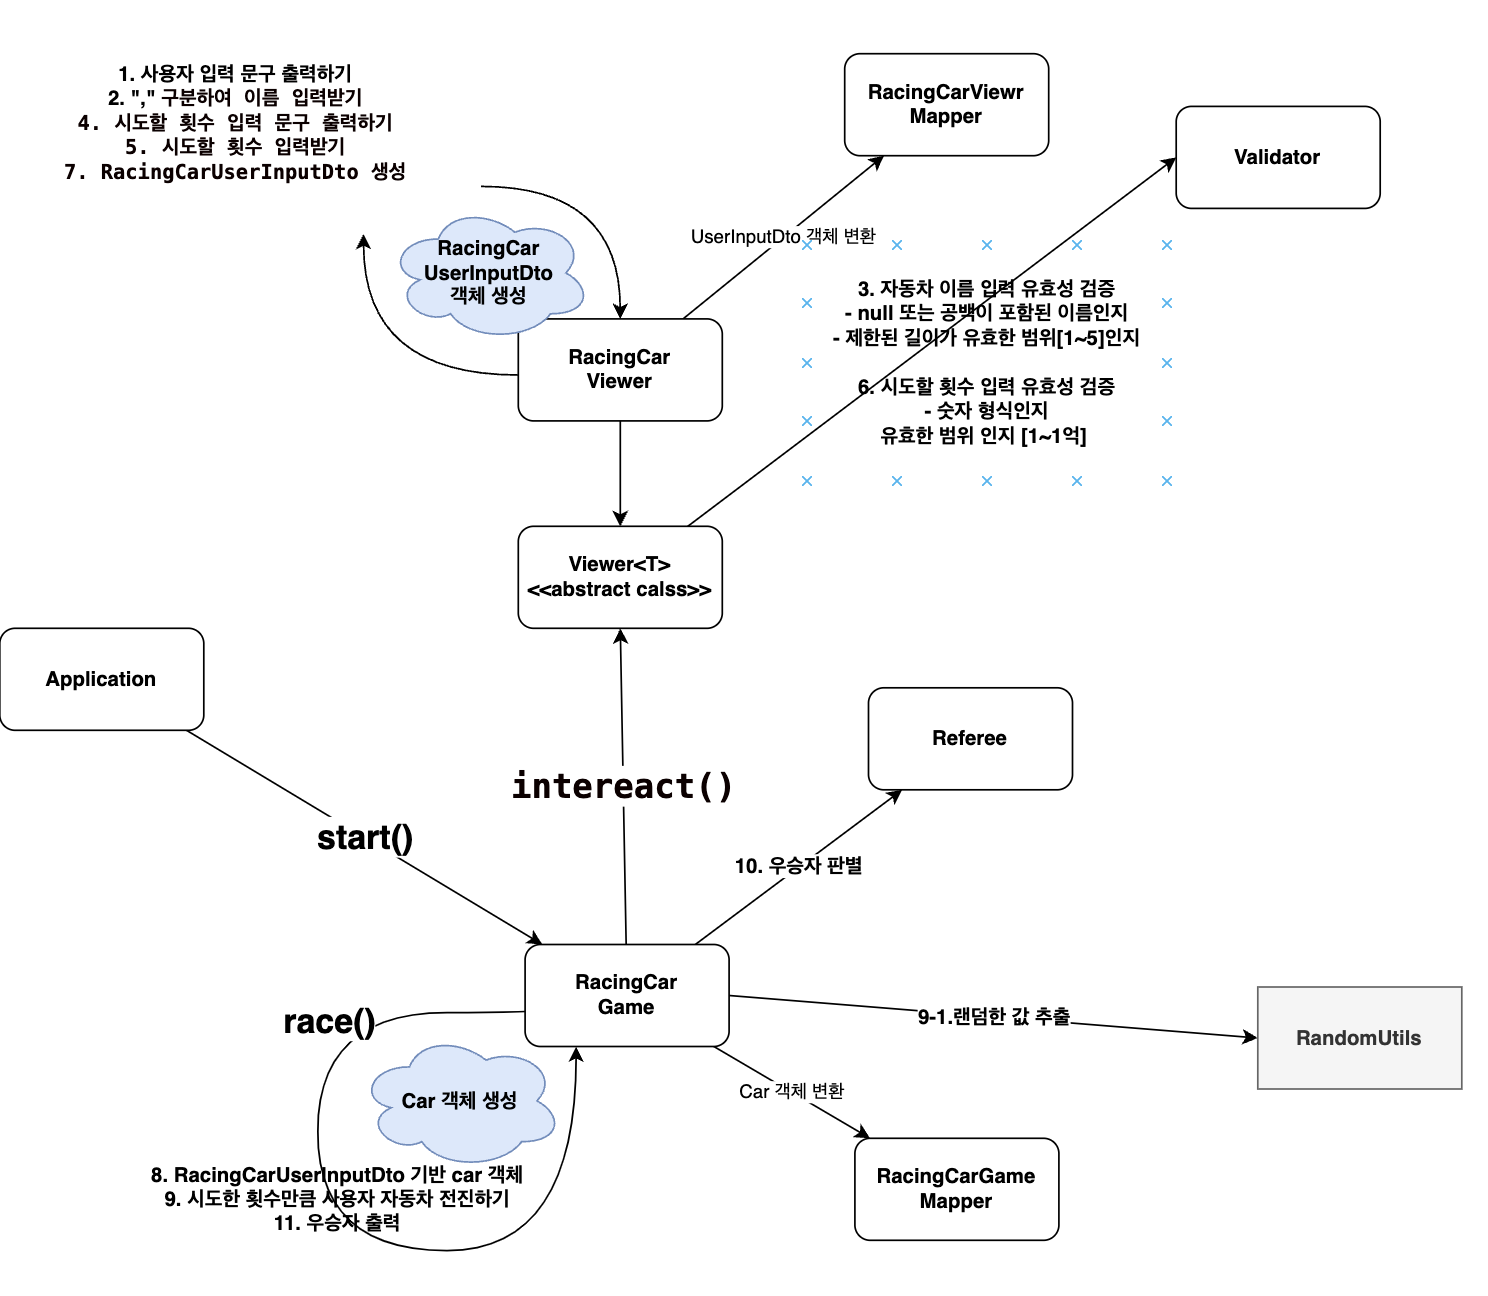 1. 사용자 입력 문구 출력하기
2. "," 구분하여 이름 입력받기
4. 시도할 횟수 입력 문구 출력하기
5. 시도할 횟수 입력받기
7. RacingCarUserInputDto 생성
RacingCarViewr
Mapper
Validator
UserInputDto 객체 변환
RacingCar
UserInputDto
객체 생성
3. 자동차 이름 입력 유효성 검증
- null 또는 공백이 포함된 이름인지
- 제한된 길이가 유효한 범위[1~5]인지
RacingCar
Viewer
6. 시도할 횟수 입력 유효성 검증
- 숫자 형식인지
유효한 범위 인지 [1~1억]
Viewer<T>
<<abstract calss>>
Application
Referee
intereact()
start()
10. 우승자 판별
RacingCar
Game
race()
9-1.랜덤한 값 추출
RandomUtils
Car 객체 생성
Car 객체 변환
8. RacingCarUserInputDto 기반 car 객체
9. 시도한 횟수만큼 사용자 자동차 전진하기
11. 우승자 출력
RacingCarGame
Mapper